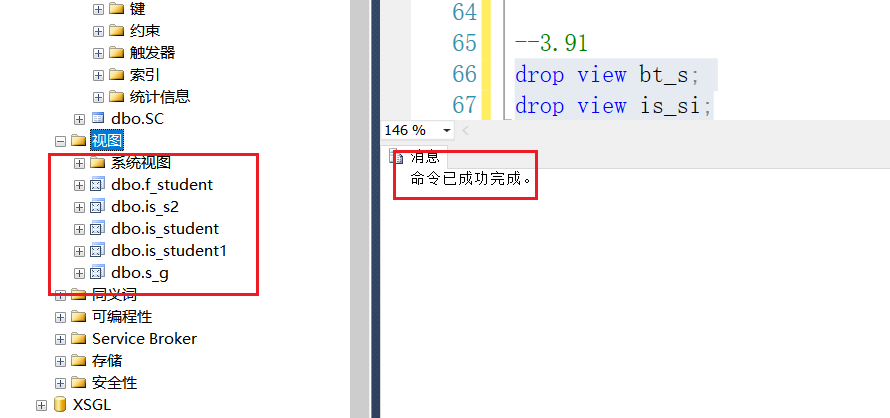 键
约束
触发器
索引
统计信息
dbo.SC
视图
系统视图
dbo.f_student
dbo.is_s2
dbo.is_student
dbo.is_student1
dbo.s_g
同义词
可编程性
Service Broker
存储
安全性
XSGL
64
65 --3.91
66 drop view bt_s;
67 drop view is_si;
146 %
消息
命令已成功完成。